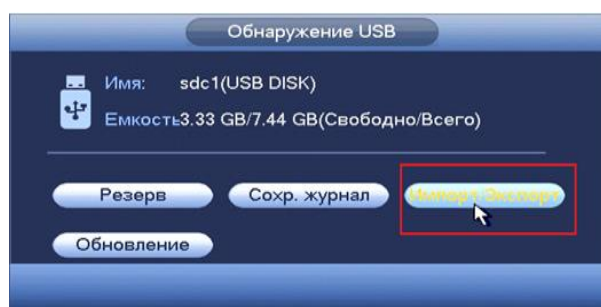 Обнаружение USB
Имя: sdc1(USB DISK)
Емкость3.33 GB/7.44 GB(Свободно/Всего)
Резерв Сохр. журнал Импорт/Экспорт
Обновление